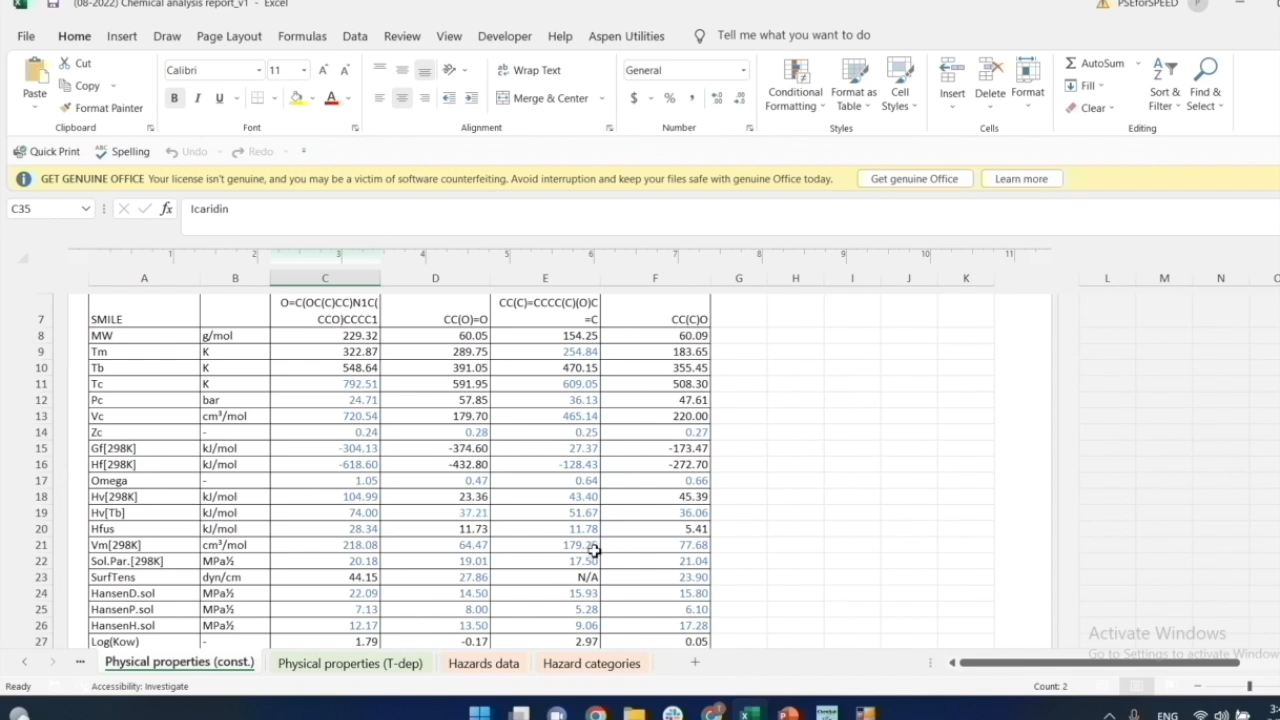 (08-2022) Chemical analysis report_v1 - Excel
PSEforSPEED P
File Home Insert Draw Page Layout Formulas Data Review View Developer Help Aspen Utilities Tell me what you want to do
Paste Cut Calibri 11 Wrap Text General Conditional Formatting Format as Table Cell Styles Insert Delete Format AutoSum Sort & Filter Find & Select
Copy Fill
Format Painter B I U A Merge & Center $ % , Clear
Clipboard Font Alignment Number Styles Cells Editing
Quick Print Spelling Undo Redo
GET GENUINE OFFICE Your license isn't genuine, and you may be a victim of software counterfeiting. Avoid interruption and keep your files safe with genuine Office today. Get genuine Office Learn more
C35 fx Icaridin
1 2 3 4 5 6 7 8 9 10 11
A B C D E F G H I J K L M N O
O=C(OC(C)CC)N1C( CC(C)=CCCC(C)(O)C
7 SMILE CCO)CCCC1 CC(O)=O =C CC(C)O
8 MW g/mol 229.32 60.05 154.25 60.09
9 Tm K 322.87 289.75 254.84 183.65
10 Tb K 548.64 391.05 470.15 355.45
11 Tc K 792.51 591.95 609.05 508.30
12 Pc bar 24.71 57.85 36.13 47.61
13 Vc cm³/mol 720.54 179.70 465.14 220.00
14 Zc - 0.24 0.28 0.25 0.27
15 Gf[298K] kJ/mol -304.13 -374.60 27.37 -173.47
16 Hf[298K] kJ/mol -618.60 -432.80 -128.43 -272.70
17 Omega - 1.05 0.47 0.64 0.66
18 Hv[298K] kJ/mol 104.99 23.36 43.40 45.39
19 Hv[Tb] kJ/mol 74.00 37.21 51.67 36.06
20 Hfus kJ/mol 28.34 11.73 11.78 5.41
21 Vm[298K] cm³/mol 218.08 64.47 77.68
22 Sol.Par.[298K] MPa½ 20.18 19.01 17.50 21.04
23 SurfTens dyn/cm 44.15 27.86 N/A 23.90
24 HansenD.sol MPa½ 22.09 14.50 15.93 15.80
25 HansenP.sol MPa½ 7.13 8.00 5.28 6.10
26 HansenH.sol MPa½ 12.17 13.50 9.06 17.28
27 Log(Kow) - 1.79 -0.17 2.97 0.05
Activate Windows
Go to Settings to activate Window
Physical properties (const.) Physical properties (T-dep) Hazards data Hazard categories
Ready Accessibility: Investigate Count: 2
ENG